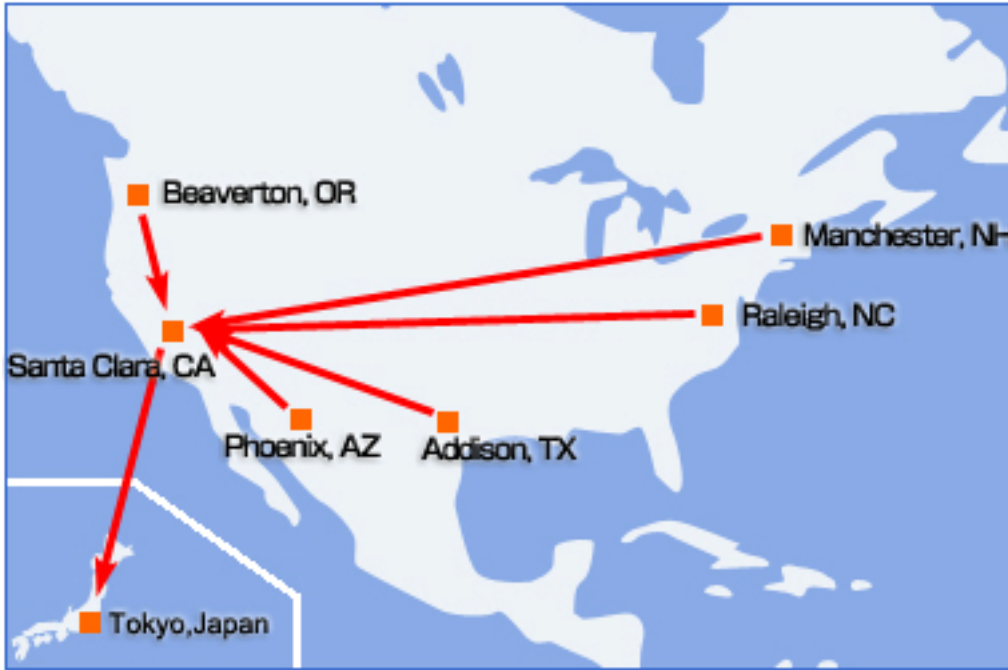 Beaverton, OR
Manchester, NH
Raleigh, NC
Santa Clara, CA
Phoenix, AZ
Addison, TX
Tokyo,Japan